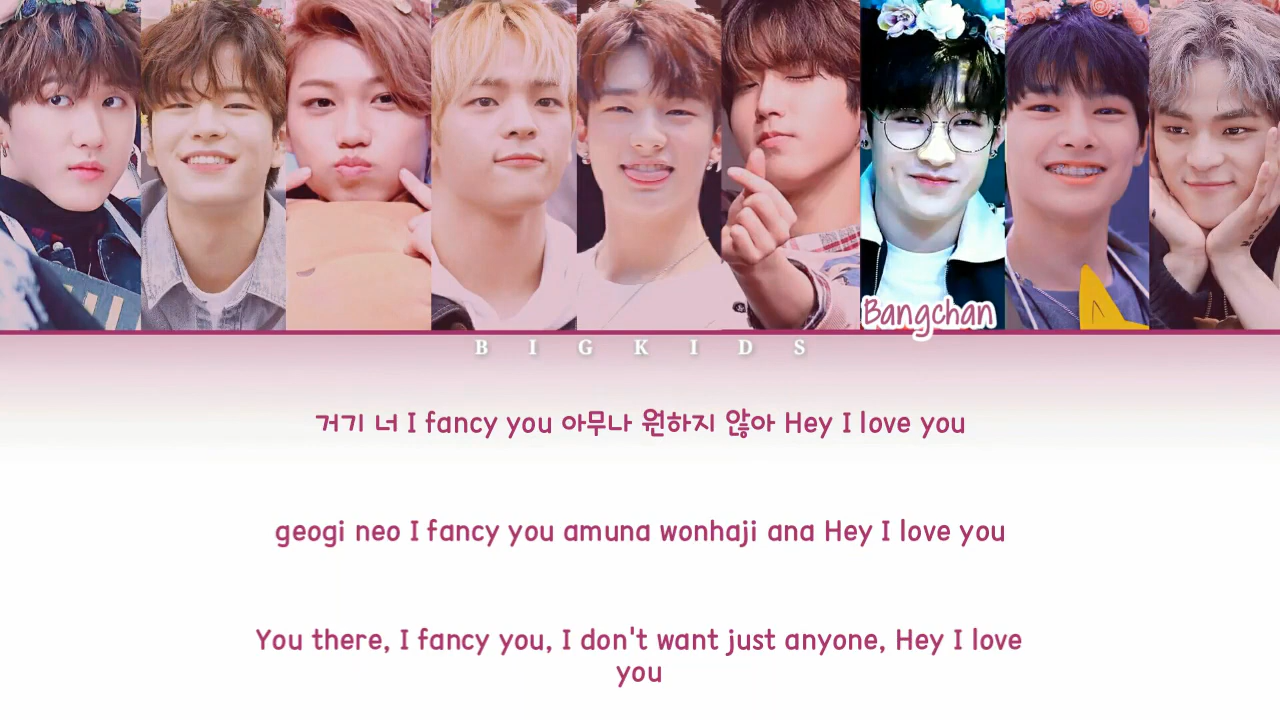 Bangchan
B I G K I D S
거기 너 I fancy you 아무나 원하지 않아 Hey I love you
geogi neo I fancy you amuna wonhaji ana Hey I love you
You there, I fancy you, I don't want just anyone, Hey I love
you